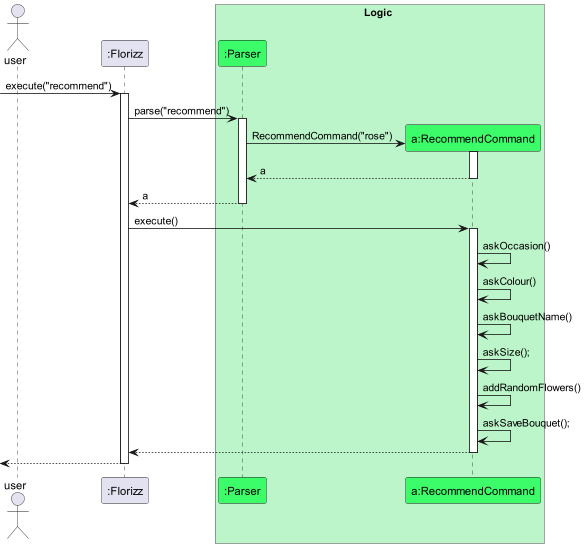 Logic
user
:Florizz
:Parser
execute("recommend")
parse("recommend")
RecommendCommand("rose")
a:RecommendCommand
a
a
execute()
askOccasion()
askColour()
askBouquetName()
askSize();
addRandomFlowers()
askSaveBouquet();
user
:Florizz
:Parser
a:RecommendCommand